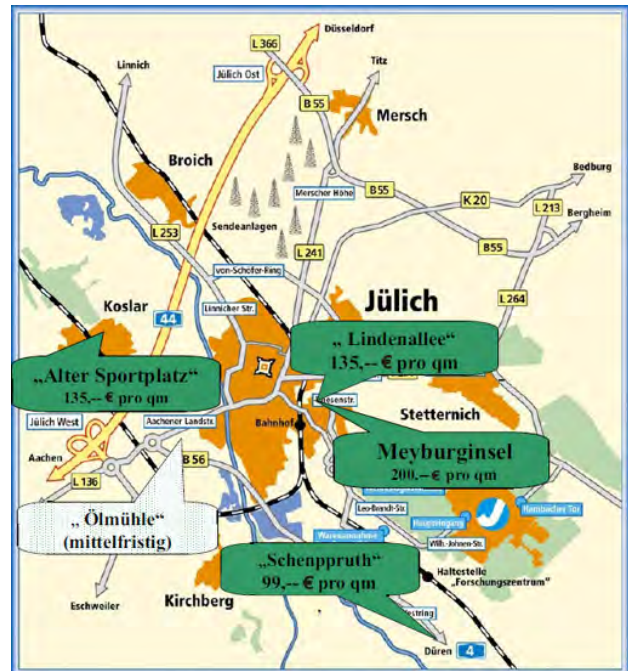 Düsseldorf
L 366
Linnich
Jülich Ost
Titz
B 55
Mersch
Broich
Bedburg
Merscher Höhe
B 55
K 20
L 213
Sendeanlagen
Bergheim
L 253
L 241
B55
von-Schöfer-Ring
Koslar
Linnicher Str.
Jülich
L 264
44
„ Lindenallee“
135,-- € pro qm
„Alter Sportplatz“
135,-- € pro qm
Stetternich
Jülich West
Aachener Landstr.
Bahnhof
Meyburginsel
200,-- € pro qm
Aachen
B 56
L 136
„ Ölmühle“
(mittelfristig)
Leo-Brandt-Str.
Haupteingang
Hambacher Tor
Warenannahme
Wilh.-Johnen-Str.
„Schenppruth“
99,-- € pro qm
Haltestelle
„Forschungszentrum“
Eschweiler
Kirchberg
Düren
4